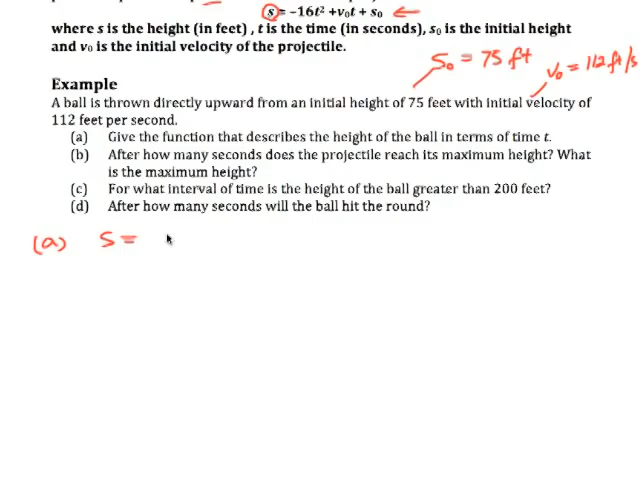 s = -16t² +v₀t + s₀
where s is the height (in feet) , t is the time (in seconds), s₀ is the initial height
and v₀ is the initial velocity of the projectile.
S₀ = 75 ft
V₀ = 112 ft/s
Example
A ball is thrown directly upward from an initial height of 75 feet with initial velocity of
112 feet per second.
(a) Give the function that describes the height of the ball in terms of time t.
(b) After how many seconds does the projectile reach its maximum height? What
is the maximum height?
(c) For what interval of time is the height of the ball greater than 200 feet?
(d) After how many seconds will the ball hit the round?
(a) S =